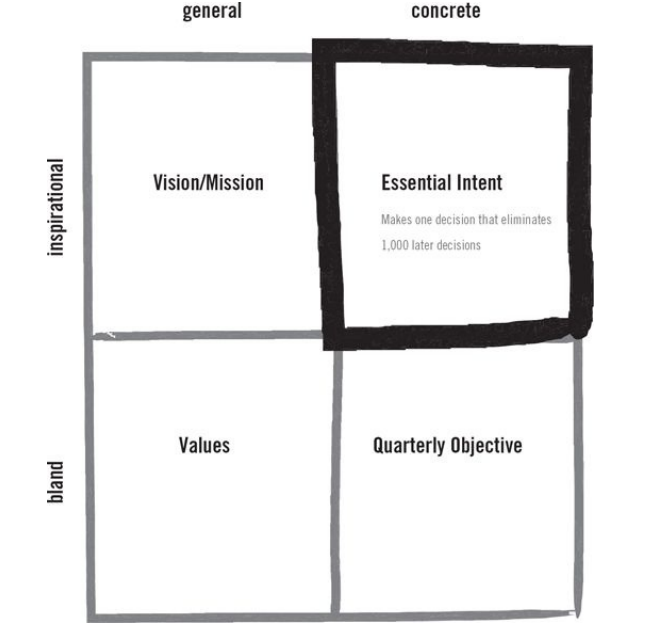 general
concrete
inspirational
Vision/Mission
Essential Intent
Makes one decision that eliminates
1,000 later decisions
bland
Values
Quarterly Objective